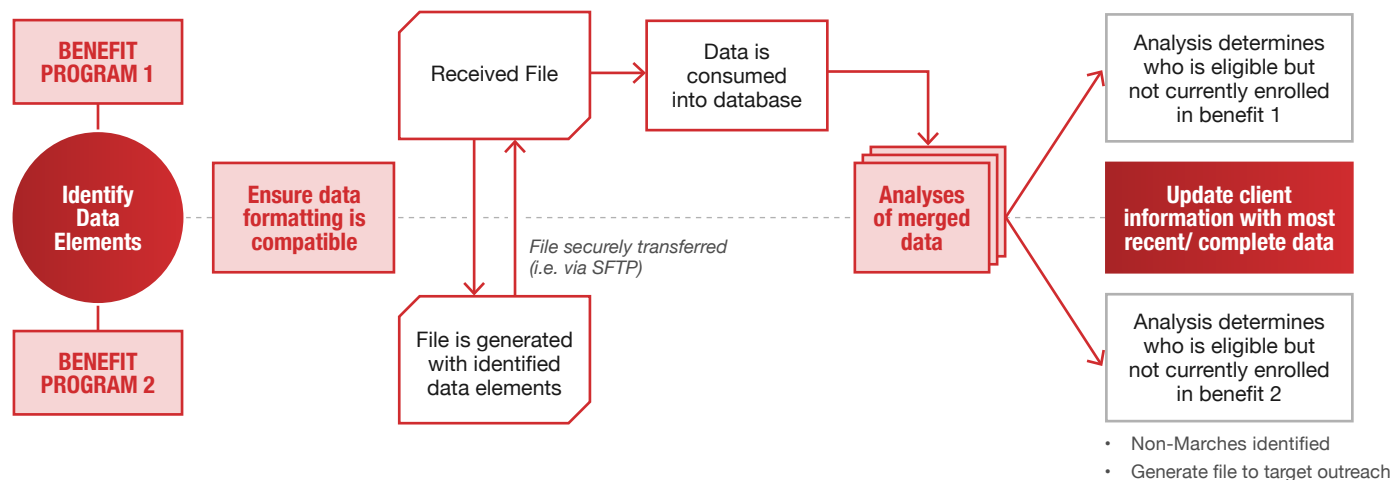 BENEFIT
PROGRAM 1
Identify
Data
Elements
BENEFIT
PROGRAM 2
Ensure data
formatting is
compatible
Received File
File securely transferred
(i.e. via SFTP)
File is generated
with identified
data elements
Data is
consumed
into database
Analyses
of merged
data
Analysis determines
who is eligible but
not currently enrolled
in benefit 1
Update client
information with most
recent/ complete data
Analysis determines
who is eligible but
not currently enrolled
in benefit 2
• Non-Marches identified
• Generate file to target outreach